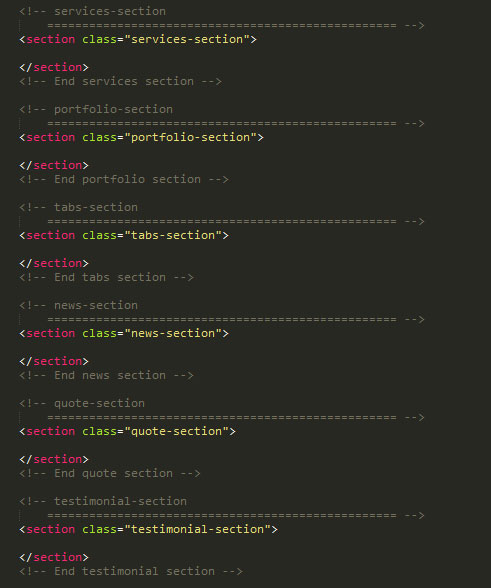 <!-- services-section
================================================== -->
<section class="services-section">
</section>
<!-- End services section -->
<!-- portfolio-section
================================================== -->
<section class="portfolio-section">
</section>
<!-- End portfolio section -->
<!-- tabs-section
================================================== -->
<section class="tabs-section">
</section>
<!-- End tabs section -->
<!-- news-section
================================================== -->
<section class="news-section">
</section>
<!-- End news section -->
<!-- quote-section
================================================== -->
<section class="quote-section">
</section>
<!-- End quote section -->
<!-- testimonial-section
================================================== -->
<section class="testimonial-section">
</section>
<!-- End testimonial section -->